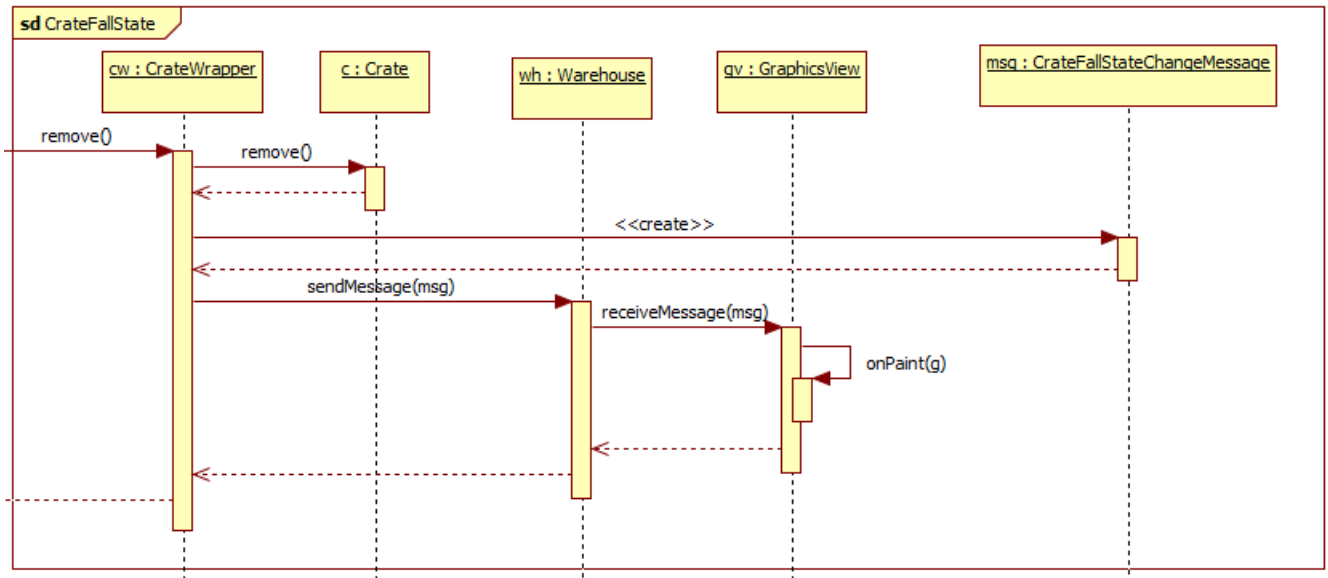 sd CrateFallState
cw : CrateWrapper
c : Crate
wh : Warehouse
gv : GraphicsView
msg : CrateFallStateChangeMessage
remove()
remove()
<<create>>
sendMessage(msg)
receiveMessage(msg)
onPaint(g)